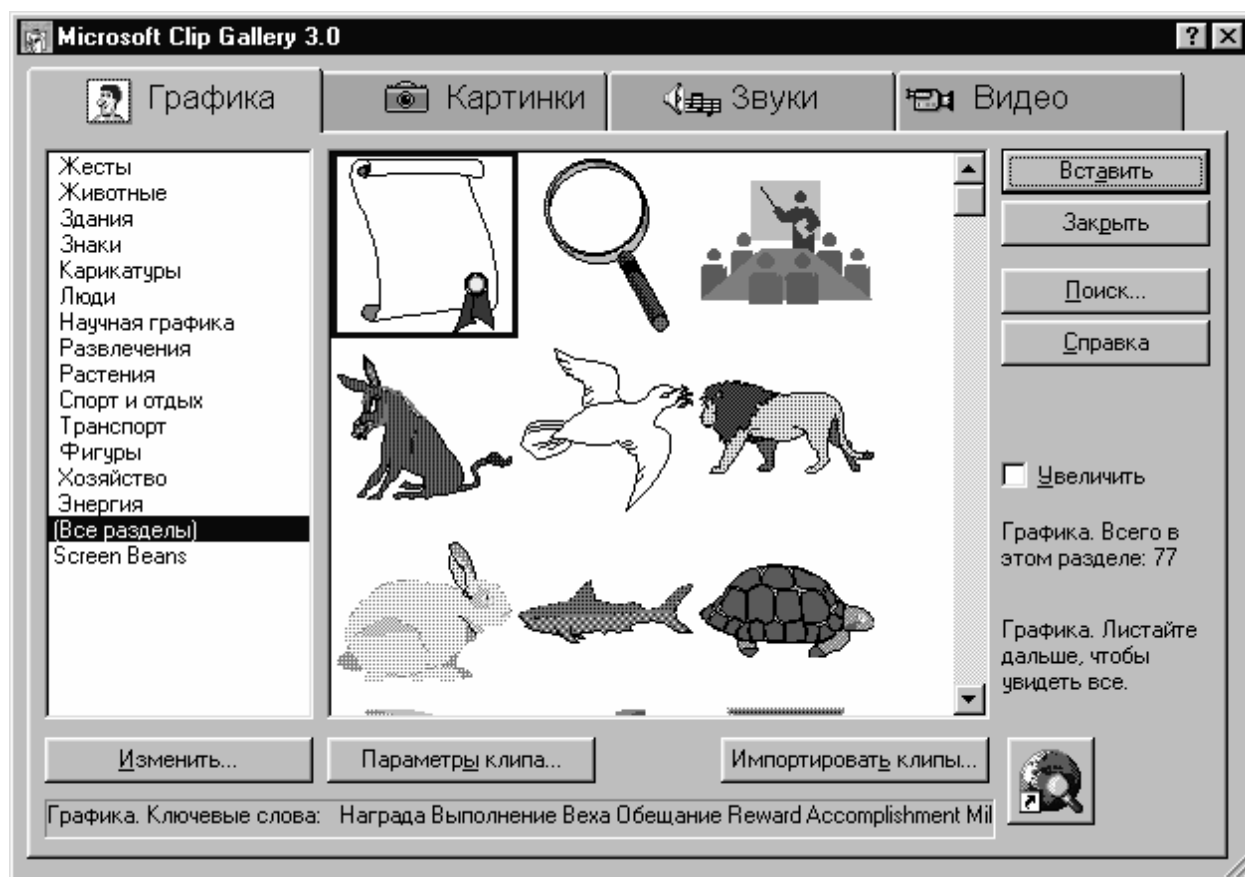 Microsoft Clip Gallery 3.0
Графика
Картинки
Звуки
Видео
Жесты
Животные
Здания
Знаки
Карикатуры
Люди
Научная графика
Развлечения
Растения
Спорт и отдых
Транспорт
Фигуры
Хозяйство
Энергия
(Все разделы)
Screen Beans
Вставить
Закрыть
Поиск...
Справка
Увеличить
Графика. Всего в
этом разделе: 77
Графика. Листайте
дальше, чтобы
увидеть все.
Изменить...
Параметры клипа...
Импортировать клипы...
Графика. Ключевые слова: Награда Выполнение Веха Обещание Reward Accomplishment Mil